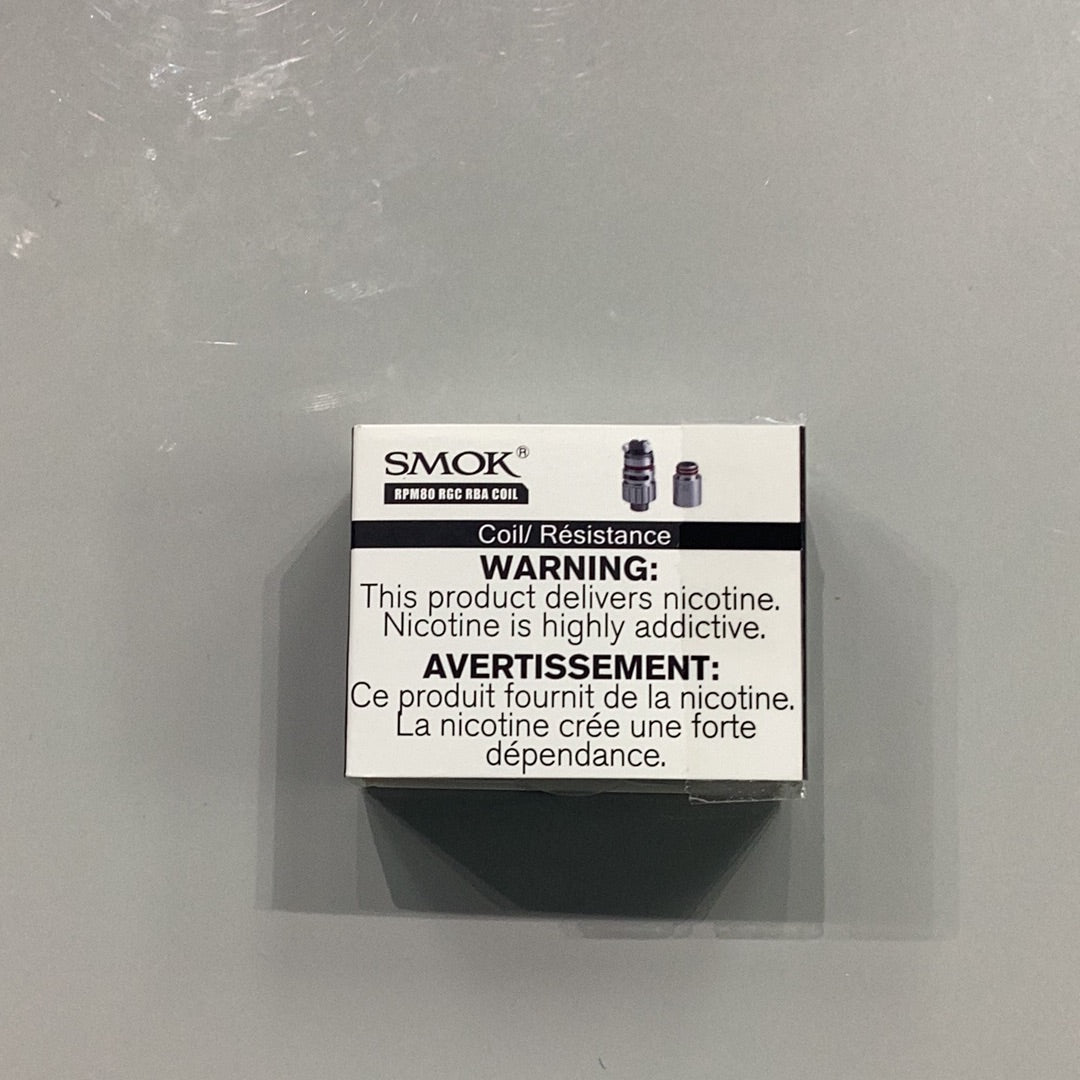 SMOK®
RPM80 RGC RBA COIL
Coil/ Résistance
WARNING:
This product delivers nicotine.
Nicotine is highly addictive.
AVERTISSEMENT:
Ce produit fournit de la nicotine.
La nicotine crée une forte
dépendance.